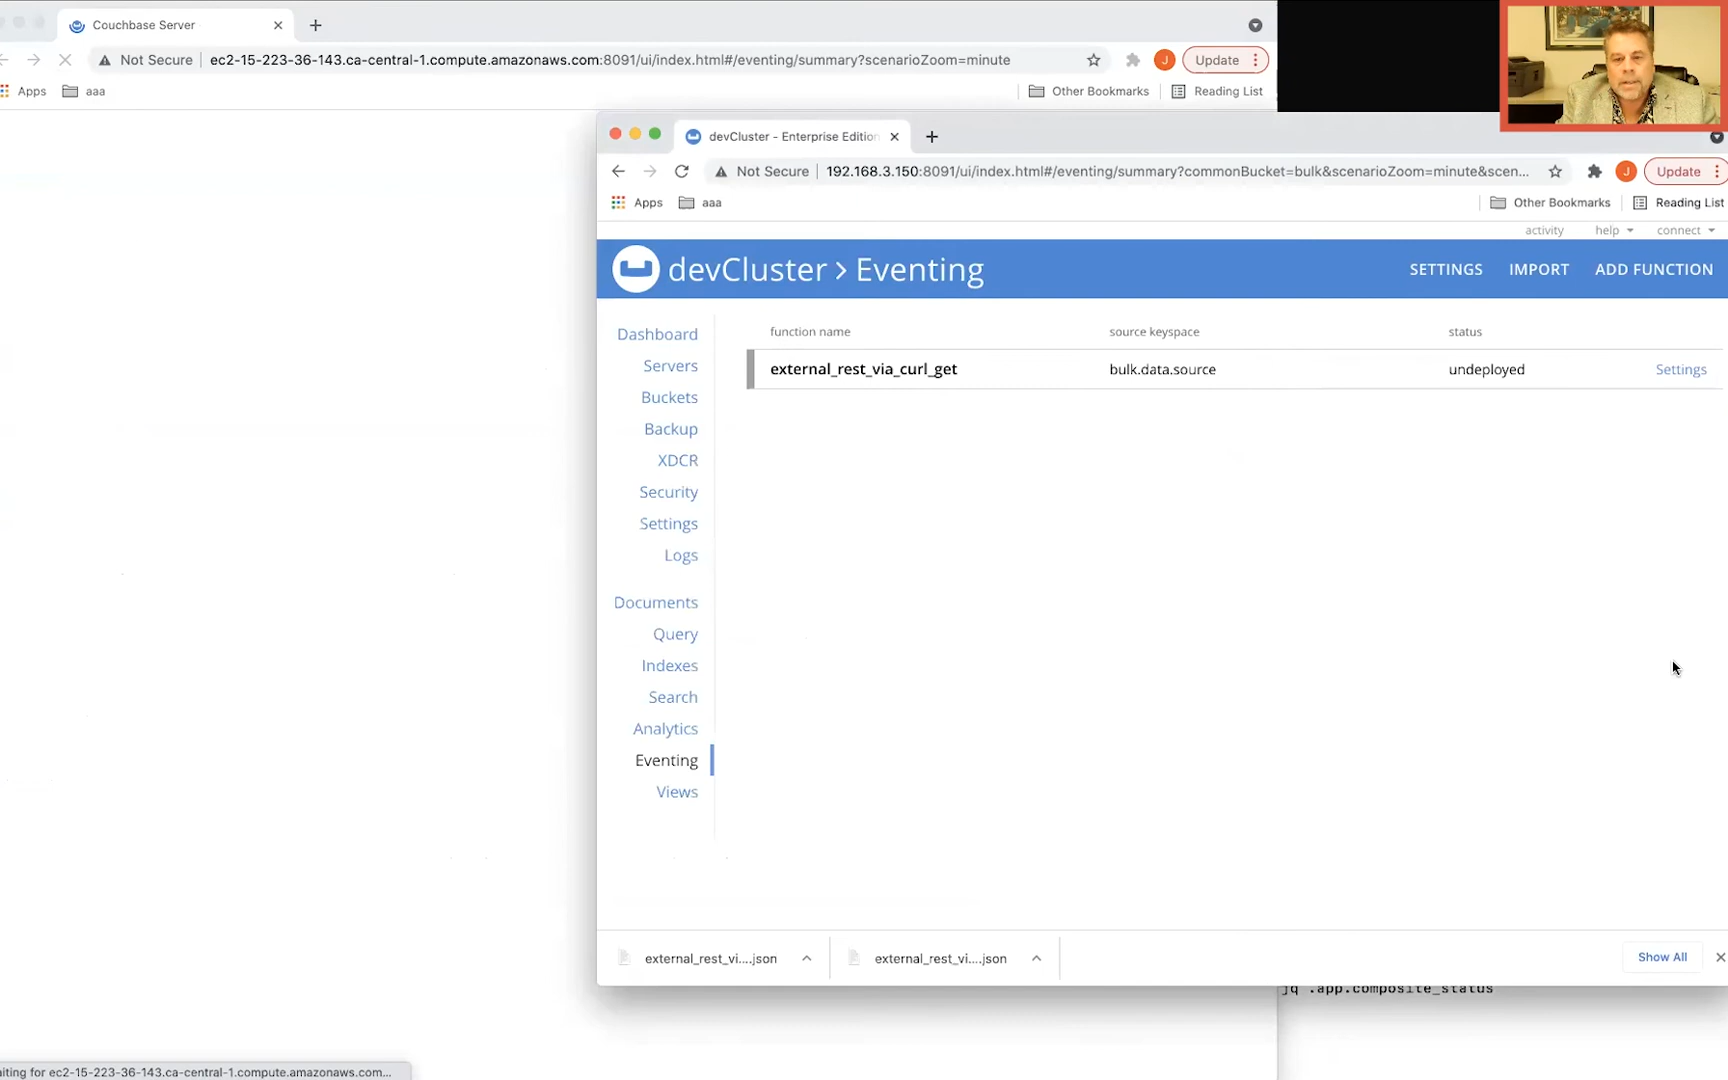 Couchbase Server
Not Secure ec2-15-223-36-143.ca-central-1.compute.amazonaws.com:8091/ui/index.html#/eventing/summary?scenarioZoom=minute
J Update
Apps aaa Other Bookmarks Reading List
devCluster - Enterprise Edition
Not Secure 192.168.3.150:8091/ui/index.html#/eventing/summary?commonBucket=bulk&scenarioZoom=minute&scen...
J Update
Apps aaa Other Bookmarks Reading List
activity help connect
devCluster > Eventing SETTINGS IMPORT ADD FUNCTION
function name source keyspace status
external_rest_via_curl_get bulk.data.source undeployed Settings
Dashboard
Servers
Buckets
Backup
XDCR
Security
Settings
Logs
Documents
Query
Indexes
Search
Analytics
Eventing
Views
external_rest_vi....json external_rest_vi....json Show All
jq .app.composite_status
aiting for ec2-15-223-36-143.ca-central-1.compute.amazonaws.com...